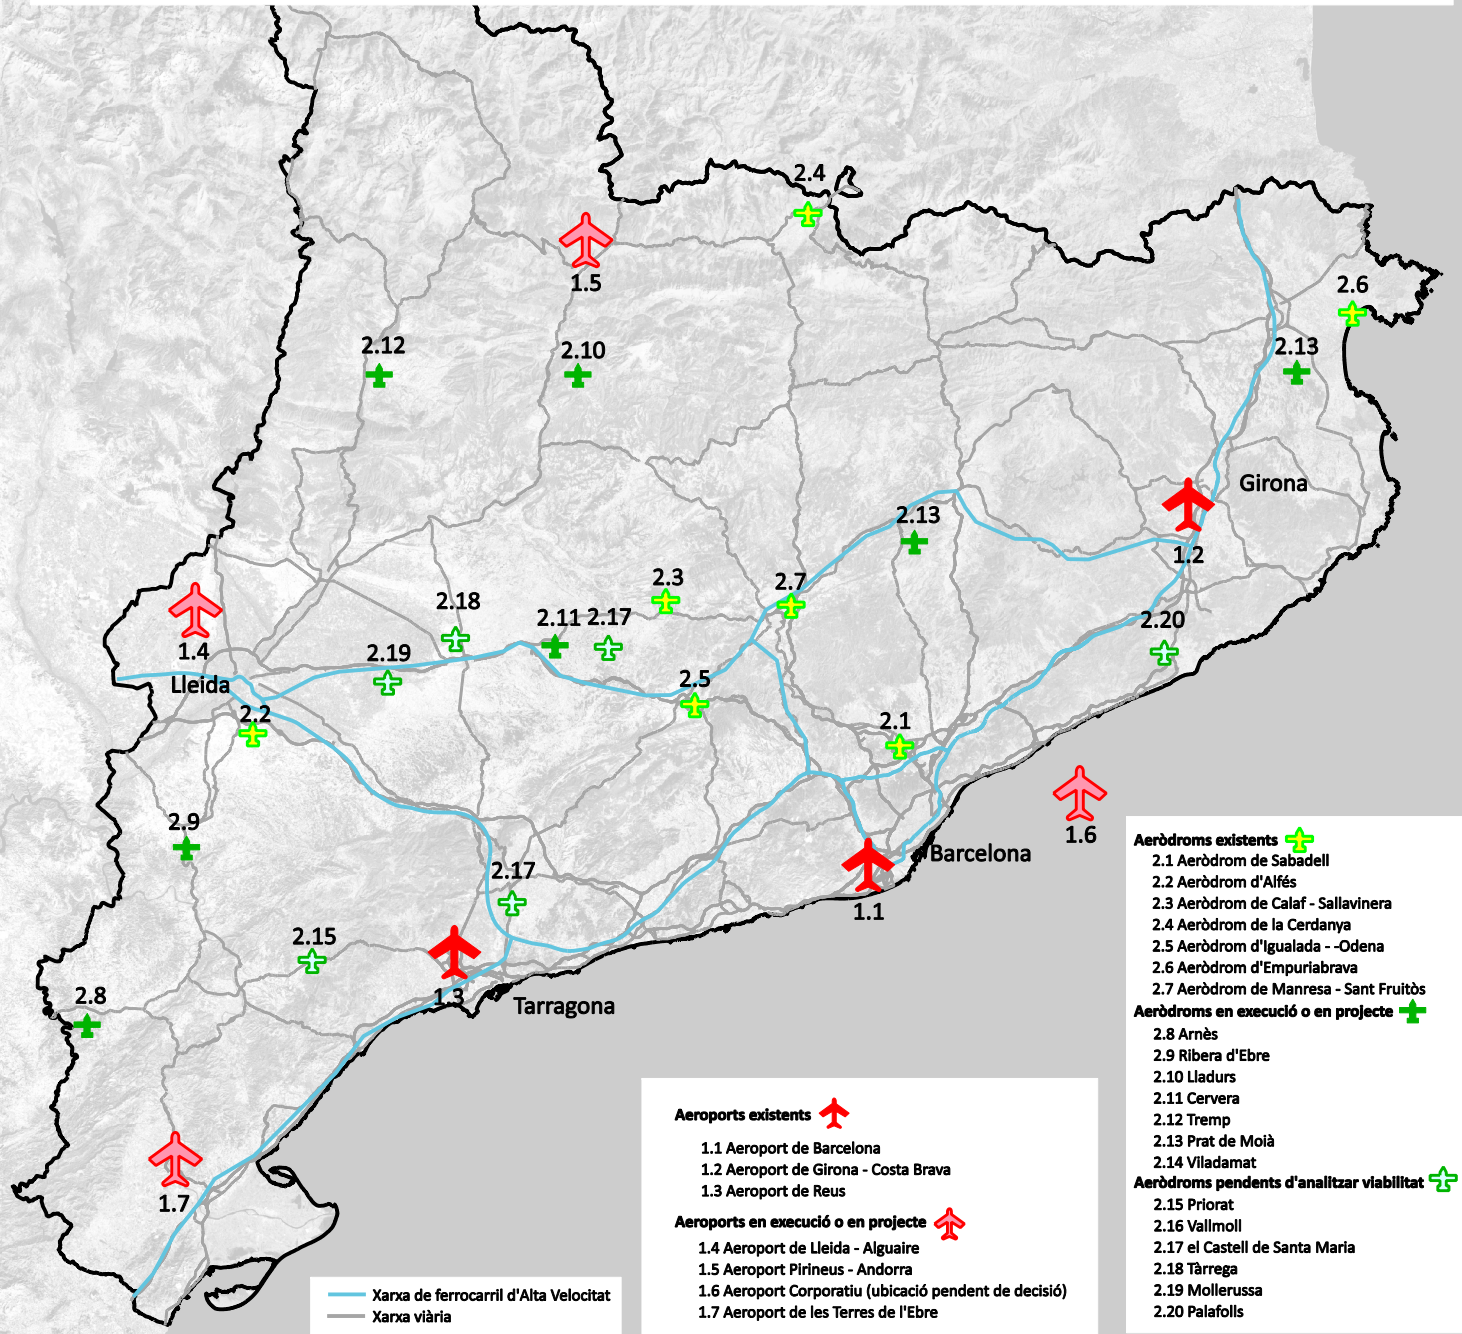 2.4
1.5
2.6
2.12
2.10
2.13
Girona
2.13
1.2
2.3
2.7
2.18
2.11
2.17
2.20
1.4
2.19
Lleida
2.5
2.2
2.1
2.9
1.6
Barcelona
2.17
1.1
2.15
2.8
1.3
Tarragona
1.7
Xarxa de ferrocarril d'Alta Velocitat
Xarxa viària
Aeroports existents
1.1 Aeroport de Barcelona
1.2 Aeroport de Girona - Costa Brava
1.3 Aeroport de Reus
Aeroports en execució o en projecte
1.4 Aeroport de Lleida - Alguaire
1.5 Aeroport Pirineus - Andorra
1.6 Aeroport Corporatiu (ubicació pendent de decisió)
1.7 Aeroport de les Terres de l'Ebre
Aeròdroms existents
2.1 Aeròdrom de Sabadell
2.2 Aeròdrom d'Alfés
2.3 Aeròdrom de Calaf - Sallavinera
2.4 Aeròdrom de la Cerdanya
2.5 Aeròdrom d'Igualada - -Odena
2.6 Aeròdrom d'Empuriabrava
2.7 Aeròdrom de Manresa - Sant Fruitòs
Aeròdroms en execució o en projecte
2.8 Arnès
2.9 Ribera d'Ebre
2.10 Lladurs
2.11 Cervera
2.12 Tremp
2.13 Prat de Moià
2.14 Viladamat
Aeròdroms pendents d'analitzar viabilitat
2.15 Priorat
2.16 Vallmoll
2.17 el Castell de Santa Maria
2.18 Tàrrega
2.19 Mollerussa
2.20 Palafolls